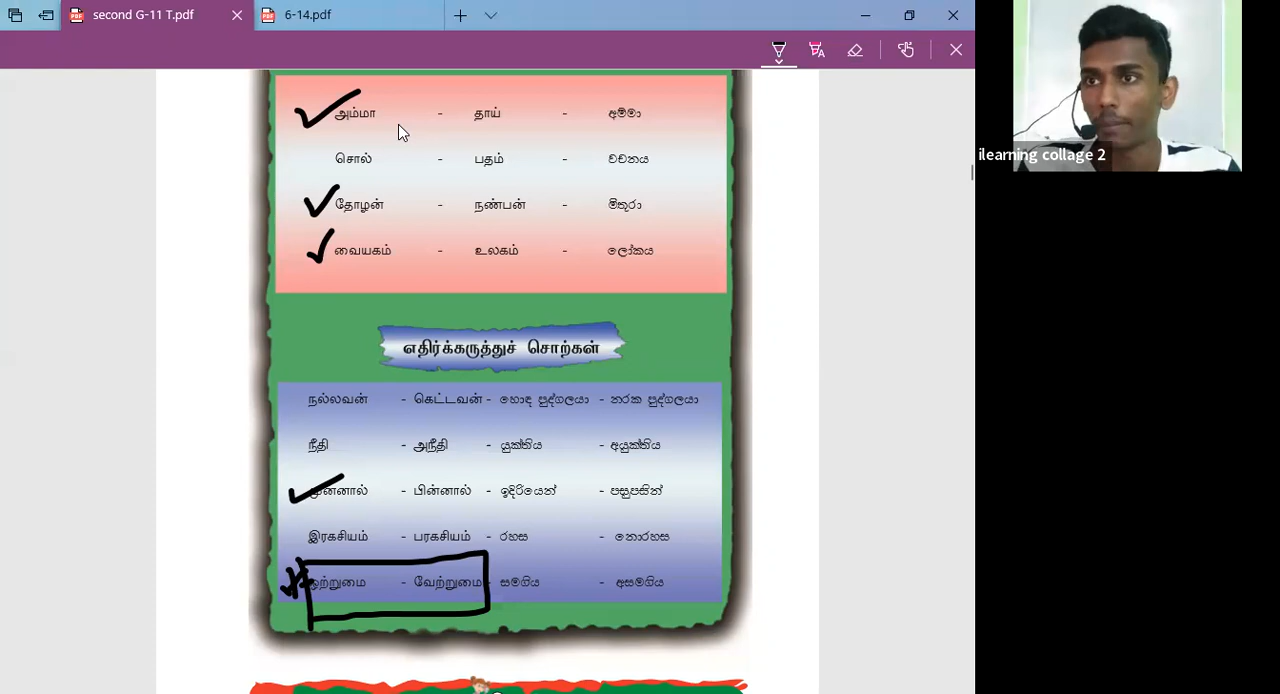 second G-11 T.pdf
6-14.pdf
அம்மா - தாய் - අම්මා
சொல் - பதம் - වචනය
தோழன் - நண்பன் - මිතුරා
வையகம் - உலகம் - ලෝකය
எதிர்க்கருத்துச் சொற்கள்
நல்லவன் - கெட்டவன் - හොඳ පුද්ගලයා - නරක පුද්ගලයා
நீதி - அநீதி - යුක්තිය - අයුක්තිය
முன்னால் - பின்னால் - ඉදිරියෙන් - පසුපසින්
இரகசியம் - பரகசியம் - රහස - නොරහස
ஒற்றுமை - வேற்றுமை - සමගිය - අසමගිය
ilearning collage 2